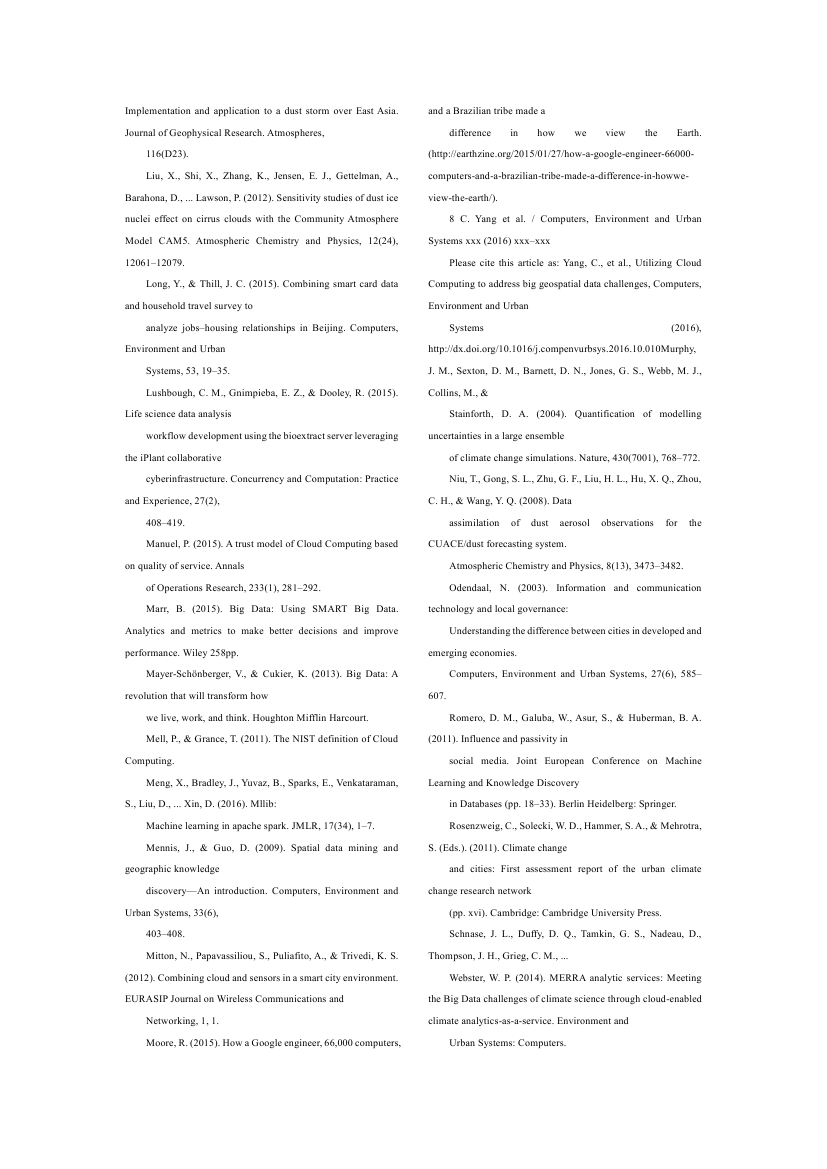 Implementation and application to a dust storm over East Asia.
Journal of Geophysical Research. Atmospheres,
116(D23).
Liu, X., Shi, X., Zhang, K., Jensen, E. J., Gettelman, A.,
Barahona, D., ... Lawson, P. (2012). Sensitivity studies of dust ice
nuclei effect on cirrus clouds with the Community Atmosphere
Model CAM5. Atmospheric Chemistry and Physics, 12(24),
12061–12079.
Long, Y., & Thill, J. C. (2015). Combining smart card data
and household travel survey to
analyze jobs–housing relationships in Beijing. Computers,
Environment and Urban
Systems, 53, 19–35.
Lushbough, C. M., Gnimpieba, E. Z., & Dooley, R. (2015).
Life science data analysis
workflow development using the bioextract server leveraging
the iPlant collaborative
cyberinfrastructure. Concurrency and Computation: Practice
and Experience, 27(2),
408–419.
Manuel, P. (2015). A trust model of Cloud Computing based
on quality of service. Annals
of Operations Research, 233(1), 281–292.
Marr, B. (2015). Big Data: Using SMART Big Data.
Analytics and metrics to make better decisions and improve
performance. Wiley 258pp.
Mayer-Schönberger, V., & Cukier, K. (2013). Big Data: A
revolution that will transform how
we live, work, and think. Houghton Mifflin Harcourt.
Mell, P., & Grance, T. (2011). The NIST definition of Cloud
Computing.
Meng, X., Bradley, J., Yuvaz, B., Sparks, E., Venkataraman,
S., Liu, D., ... Xin, D. (2016). Mllib:
Machine learning in apache spark. JMLR, 17(34), 1–7.
Mennis, J., & Guo, D. (2009). Spatial data mining and
geographic knowledge
discovery—An introduction. Computers, Environment and
Urban Systems, 33(6),
403–408.
Mitton, N., Papavassiliou, S., Puliafito, A., & Trivedi, K. S.
(2012). Combining cloud and sensors in a smart city environment.
EURASIP Journal on Wireless Communications and
Networking, 1, 1.
Moore, R. (2015). How a Google engineer, 66,000 computers,
and a Brazilian tribe made a
difference in how we view the Earth.
(http://earthzine.org/2015/01/27/how-a-google-engineer-66000-
computers-and-a-brazilian-tribe-made-a-difference-in-howwe-
view-the-earth/).
8 C. Yang et al. / Computers, Environment and Urban
Systems xxx (2016) xxx–xxx
Please cite this article as: Yang, C., et al., Utilizing Cloud
Computing to address big geospatial data challenges, Computers,
Environment and Urban
Systems (2016),
http://dx.doi.org/10.1016/j.compenvurbsys.2016.10.010Murphy,
J. M., Sexton, D. M., Barnett, D. N., Jones, G. S., Webb, M. J.,
Collins, M., &
Stainforth, D. A. (2004). Quantification of modelling
uncertainties in a large ensemble
of climate change simulations. Nature, 430(7001), 768–772.
Niu, T., Gong, S. L., Zhu, G. F., Liu, H. L., Hu, X. Q., Zhou,
C. H., & Wang, Y. Q. (2008). Data
assimilation of dust aerosol observations for the
CUACE/dust forecasting system.
Atmospheric Chemistry and Physics, 8(13), 3473–3482.
Odendaal, N. (2003). Information and communication
technology and local governance:
Understanding the difference between cities in developed and
emerging economies.
Computers, Environment and Urban Systems, 27(6), 585–
607.
Romero, D. M., Galuba, W., Asur, S., & Huberman, B. A.
(2011). Influence and passivity in
social media. Joint European Conference on Machine
Learning and Knowledge Discovery
in Databases (pp. 18–33). Berlin Heidelberg: Springer.
Rosenzweig, C., Solecki, W. D., Hammer, S. A., & Mehrotra,
S. (Eds.). (2011). Climate change
and cities: First assessment report of the urban climate
change research network
(pp. xvi). Cambridge: Cambridge University Press.
Schnase, J. L., Duffy, D. Q., Tamkin, G. S., Nadeau, D.,
Thompson, J. H., Grieg, C. M., ...
Webster, W. P. (2014). MERRA analytic services: Meeting
the Big Data challenges of climate science through cloud-enabled
climate analytics-as-a-service. Environment and
Urban Systems: Computers.